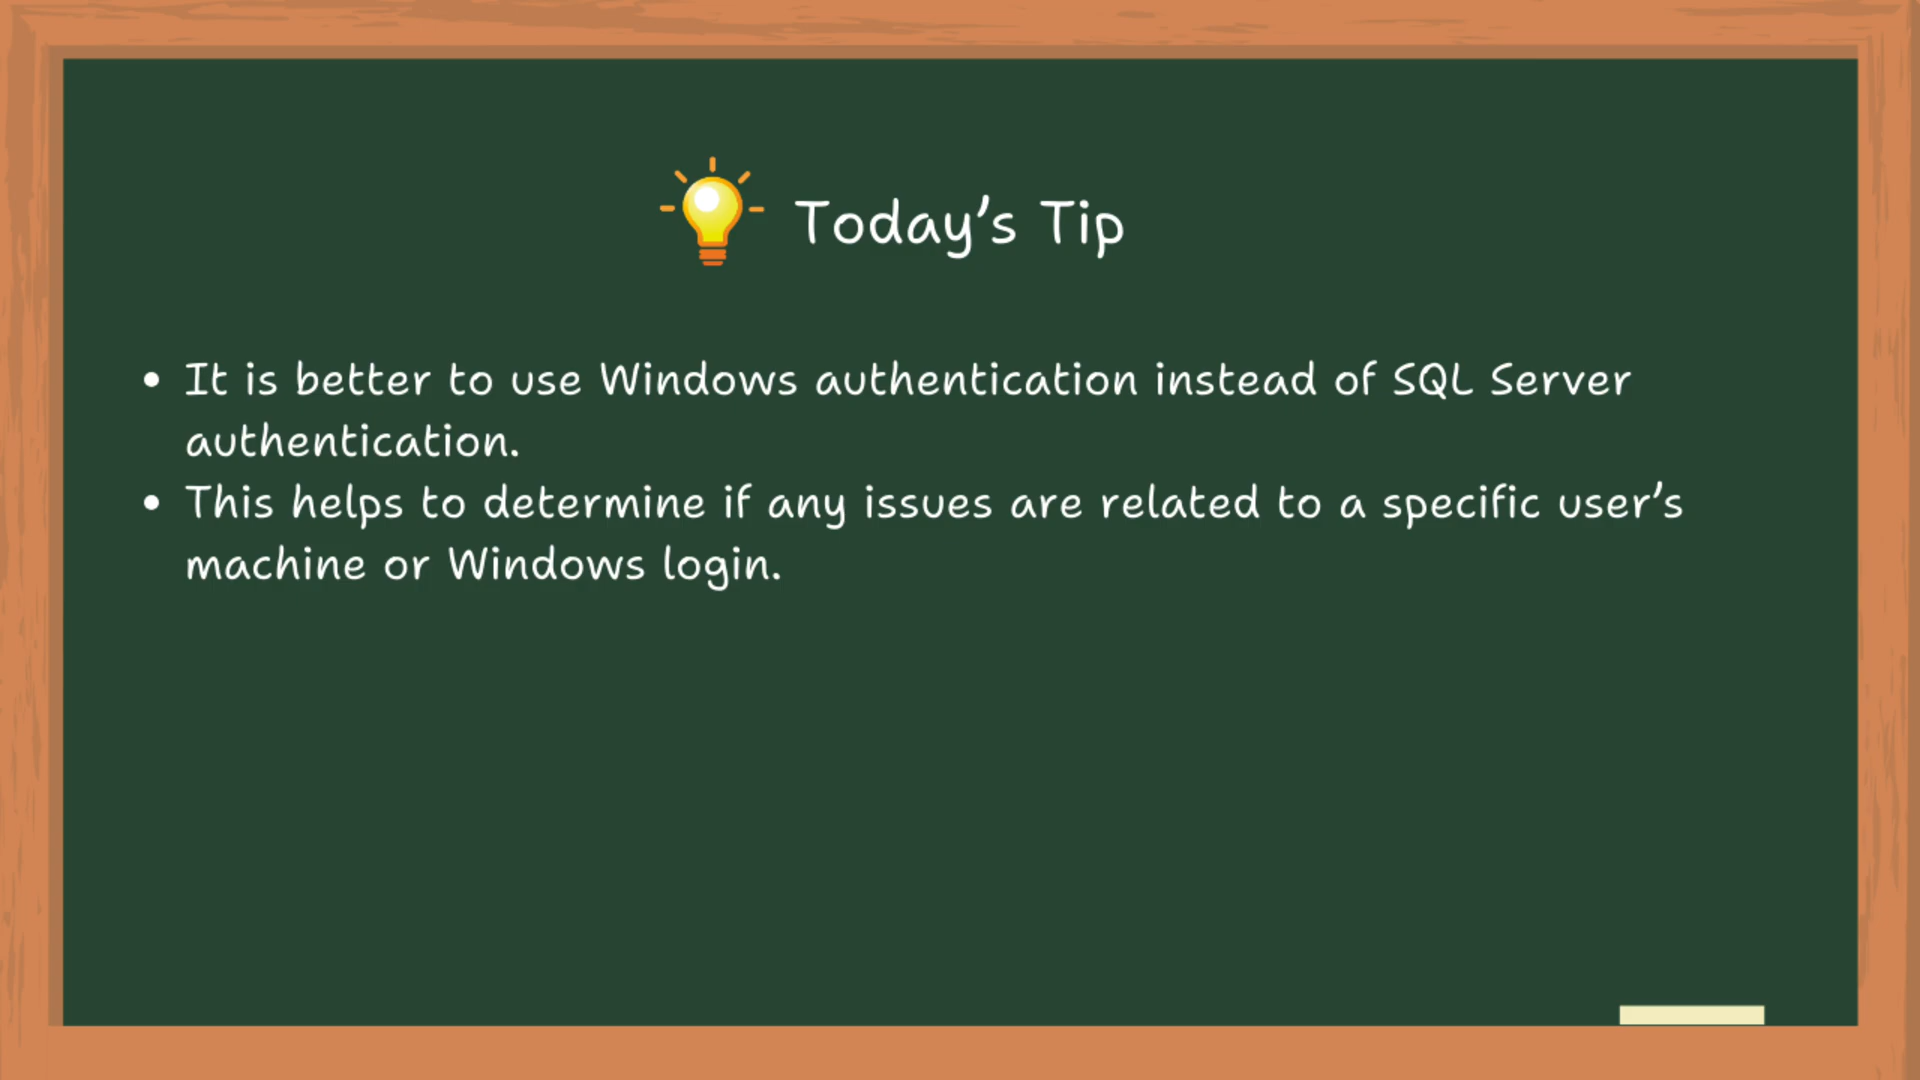 Today’s Tip
• It is better to use Windows authentication instead of SQL Server
authentication.
• This helps to determine if any issues are related to a specific user’s
machine or Windows login.